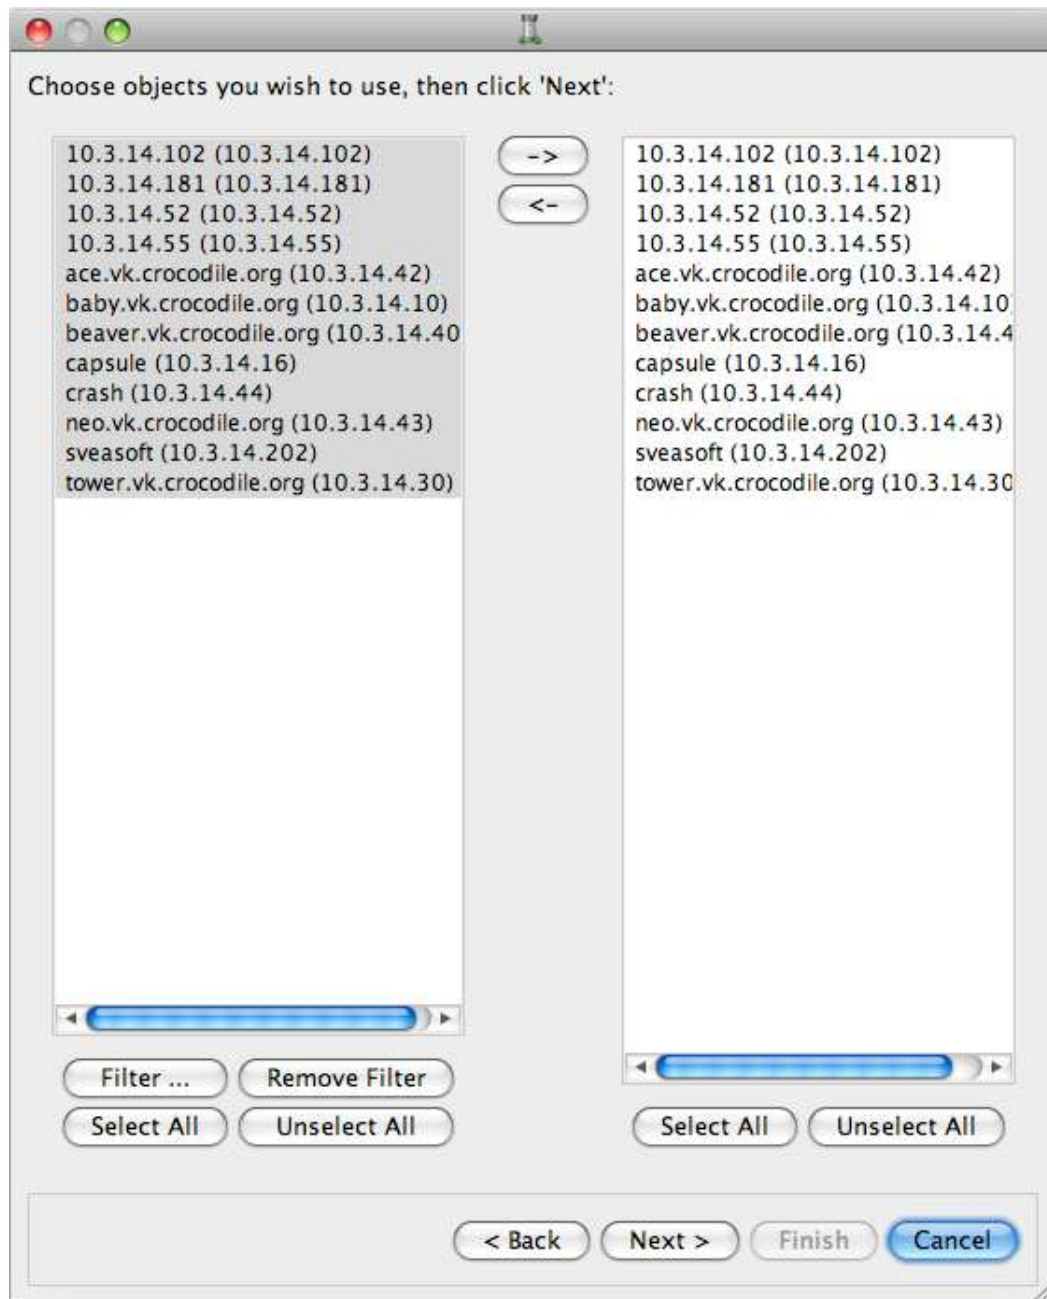 Choose objects you wish to use, then click 'Next':
10.3.14.102 (10.3.14.102)
10.3.14.181 (10.3.14.181)
10.3.14.52 (10.3.14.52)
10.3.14.55 (10.3.14.55)
ace.vk.crocodile.org (10.3.14.42)
baby.vk.crocodile.org (10.3.14.10)
beaver.vk.crocodile.org (10.3.14.40
capsule (10.3.14.16)
crash (10.3.14.44)
neo.vk.crocodile.org (10.3.14.43)
sveasoft (10.3.14.202)
tower.vk.crocodile.org (10.3.14.30)
->
<-
10.3.14.102 (10.3.14.102)
10.3.14.181 (10.3.14.181)
10.3.14.52 (10.3.14.52)
10.3.14.55 (10.3.14.55)
ace.vk.crocodile.org (10.3.14.42)
baby.vk.crocodile.org (10.3.14.10)
beaver.vk.crocodile.org (10.3.14.4
capsule (10.3.14.16)
crash (10.3.14.44)
neo.vk.crocodile.org (10.3.14.43)
sveasoft (10.3.14.202)
tower.vk.crocodile.org (10.3.14.30
Filter ... Remove Filter
Select All Unselect All
Select All Unselect All
< Back Next > Finish Cancel